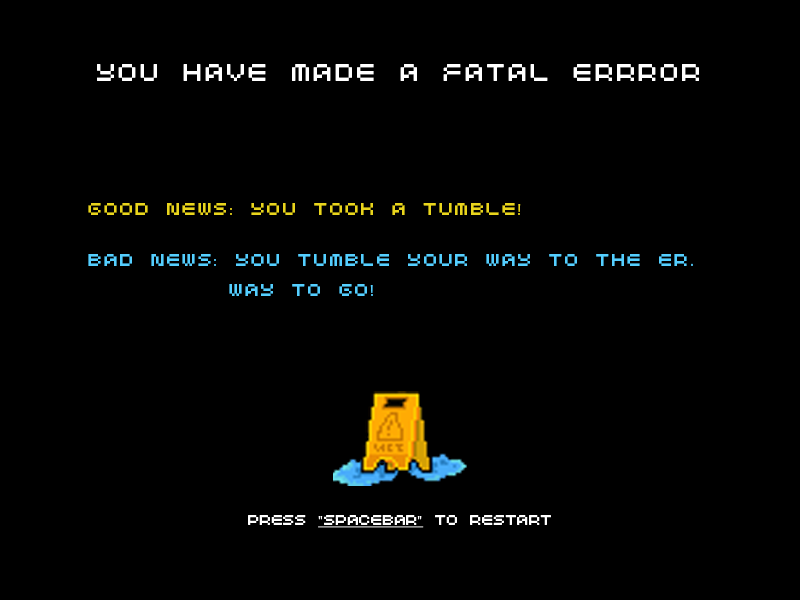 YOU HAVE MADE A FATAL ERRROR
GOOD NEWS: YOU TOOK A TUMBLE!
BAD NEWS: YOU TUMBLE YOUR WAY TO THE ER.
WAY TO GO!
WET
PRESS "SPACEBAR" TO RESTART